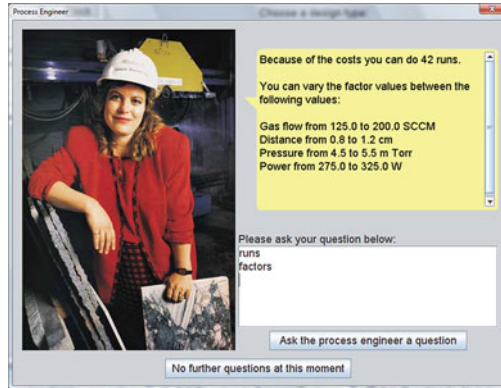 Process Engineer
Choose a design type
Because of the costs you can do 42 runs.
You can vary the factor values between the
following values:
Gas flow from 125.0 to 200.0 SCCM
Distance from 0.8 to 1.2 cm
Pressure from 4.5 to 5.5 m Torr
Power from 275.0 to 325.0 W
Please ask your question below:
runs
factors
Ask the process engineer a question
No further questions at this moment